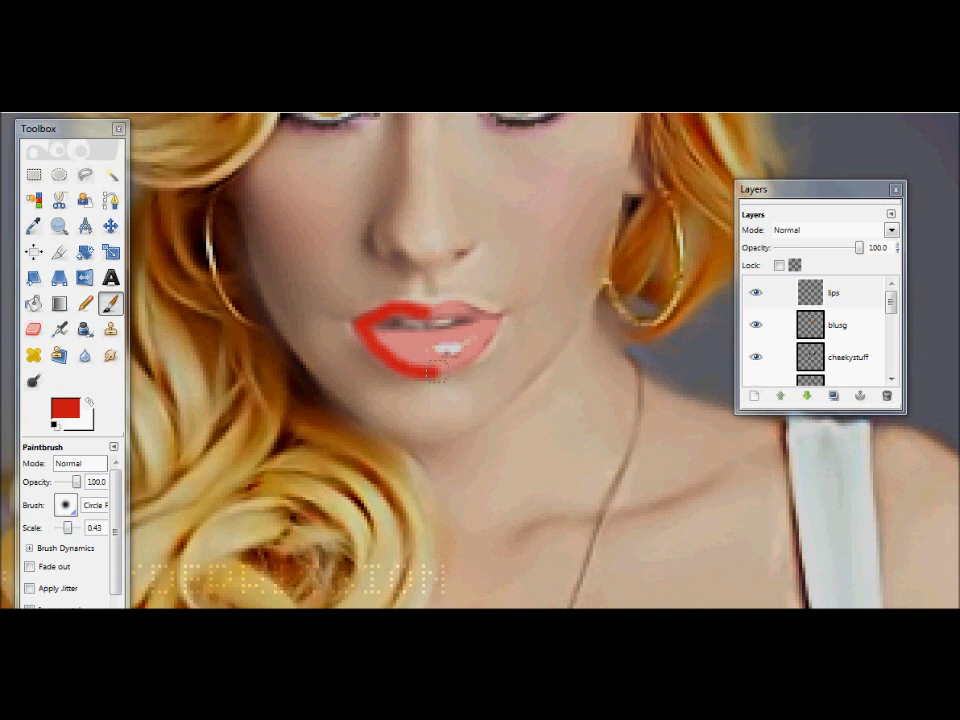 Toolbox
Paintbrush
Mode: Normal
Opacity: 100.0
Brush: Circle F
Scale: 0.43
Brush Dynamics
Fade out
Apply Jitter
Layers
Layers
Mode: Normal
Opacity: 100.0
Lock:
lips
blusg
cheekystuff